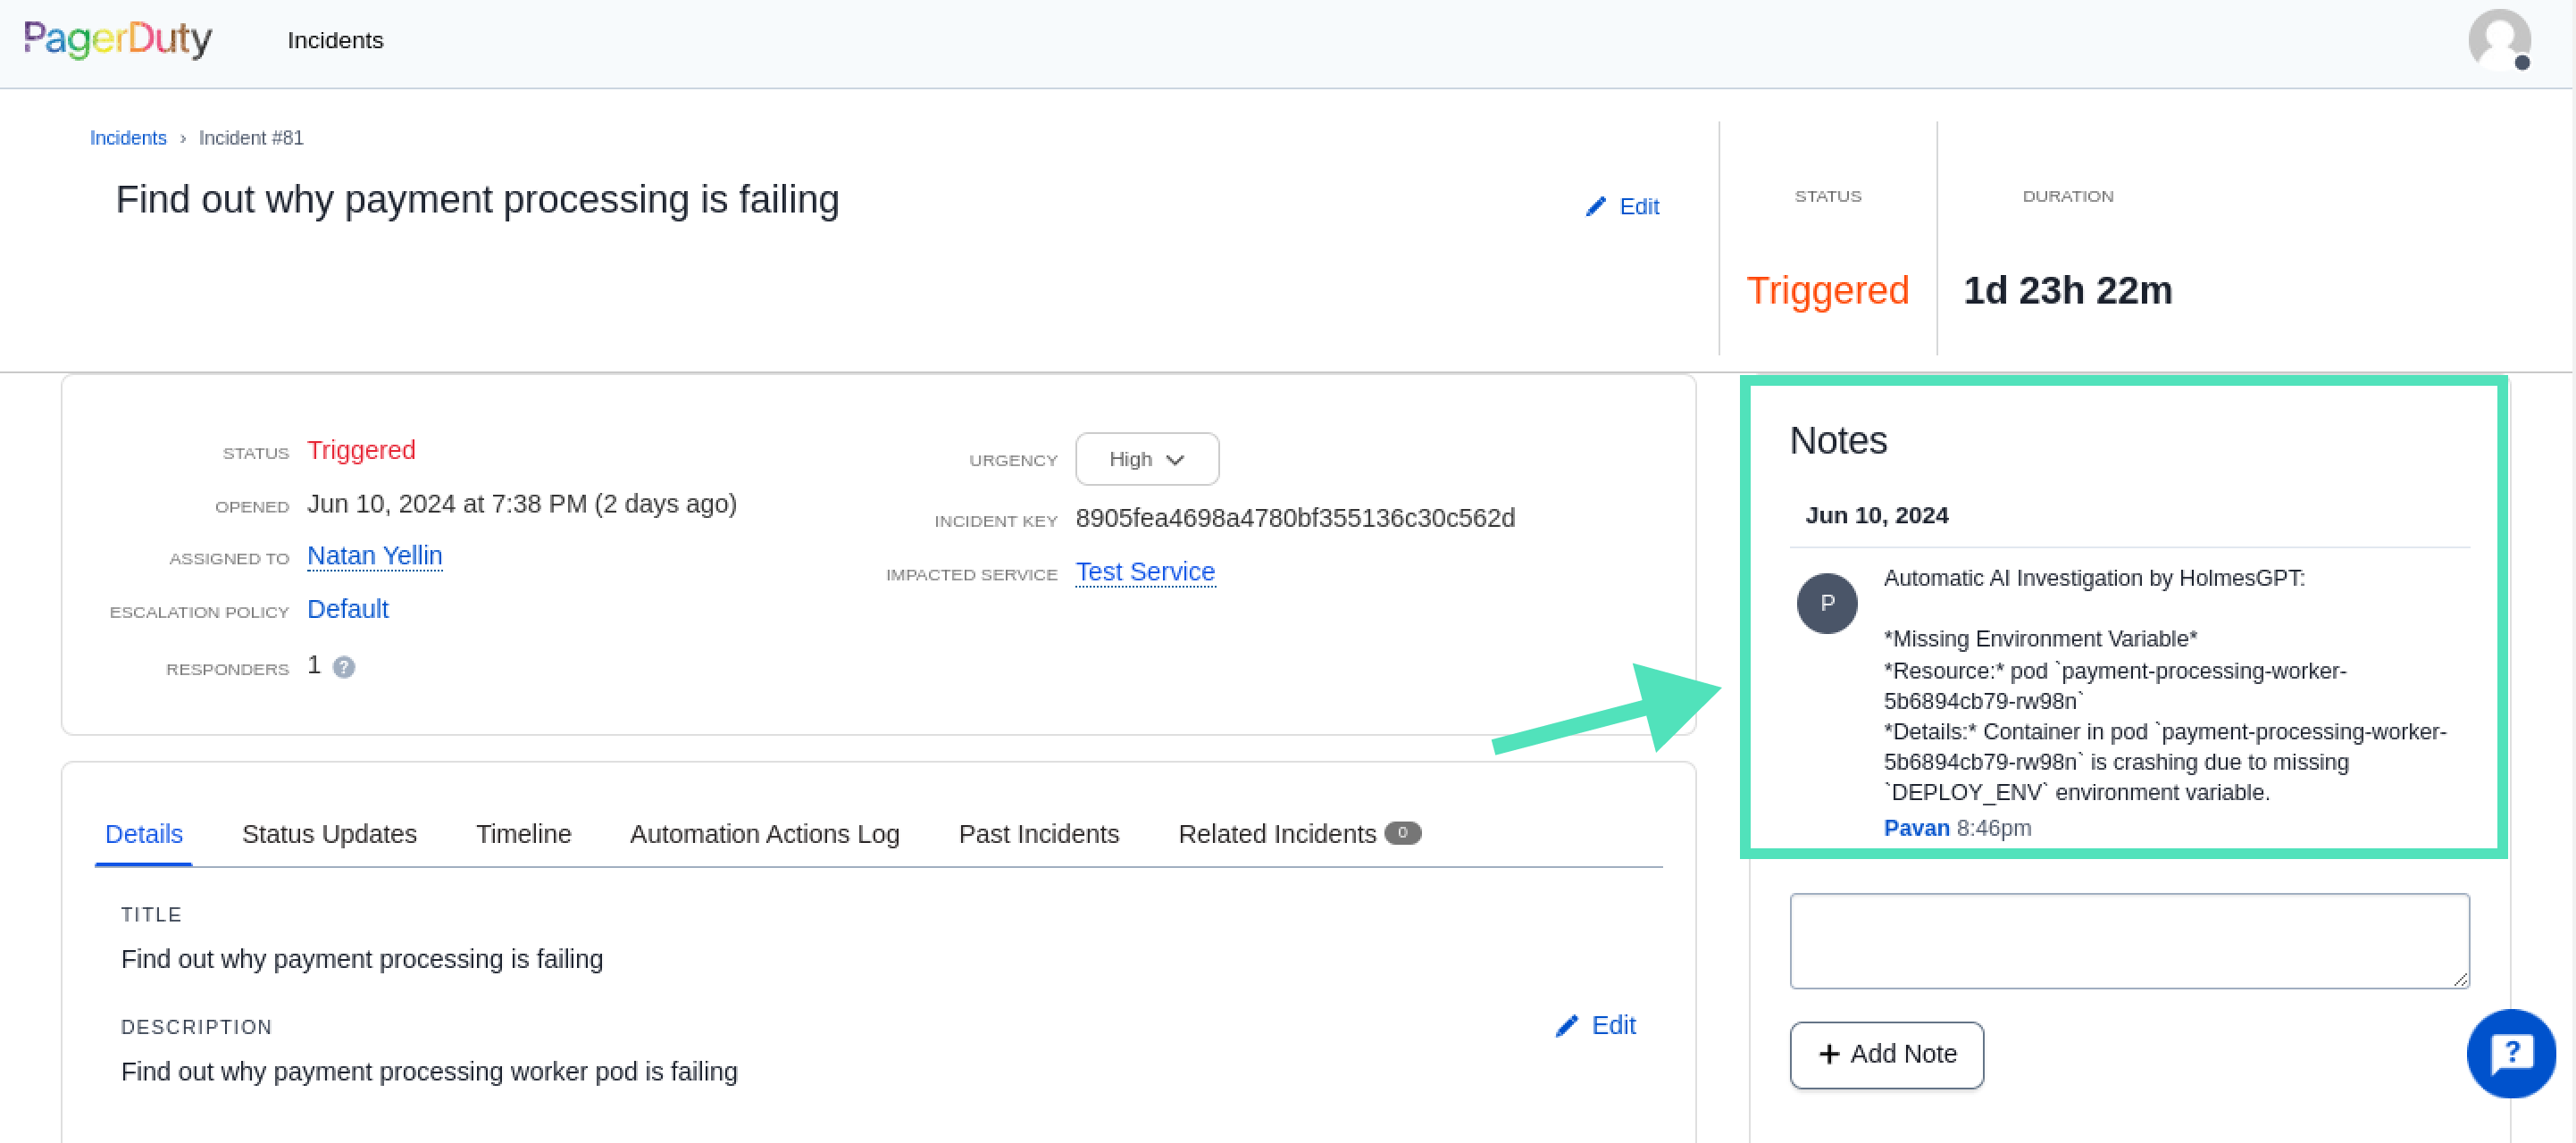 PagerDuty Incidents
Incidents › Incident #81
Find out why payment processing is failing
Edit
STATUS
Triggered
DURATION
1d 23h 22m
STATUS Triggered
OPENED Jun 10, 2024 at 7:38 PM (2 days ago)
ASSIGNED TO Natan Yellin
ESCALATION POLICY Default
RESPONDERS 1 ?
URGENCY High
INCIDENT KEY 8905fea4698a4780bf355136c30c562d
IMPACTED SERVICE Test Service
Details Status Updates Timeline Automation Actions Log Past Incidents Related Incidents 0
TITLE
Find out why payment processing is failing
DESCRIPTION
Edit
Find out why payment processing worker pod is failing
Notes
Jun 10, 2024
P
Automatic AI Investigation by HolmesGPT:
*Missing Environment Variable*
*Resource:* pod `payment-processing-worker-
5b6894cb79-rw98n`
*Details:* Container in pod `payment-processing-worker-
5b6894cb79-rw98n` is crashing due to missing
`DEPLOY_ENV` environment variable.
Pavan 8:46pm
+ Add Note
?